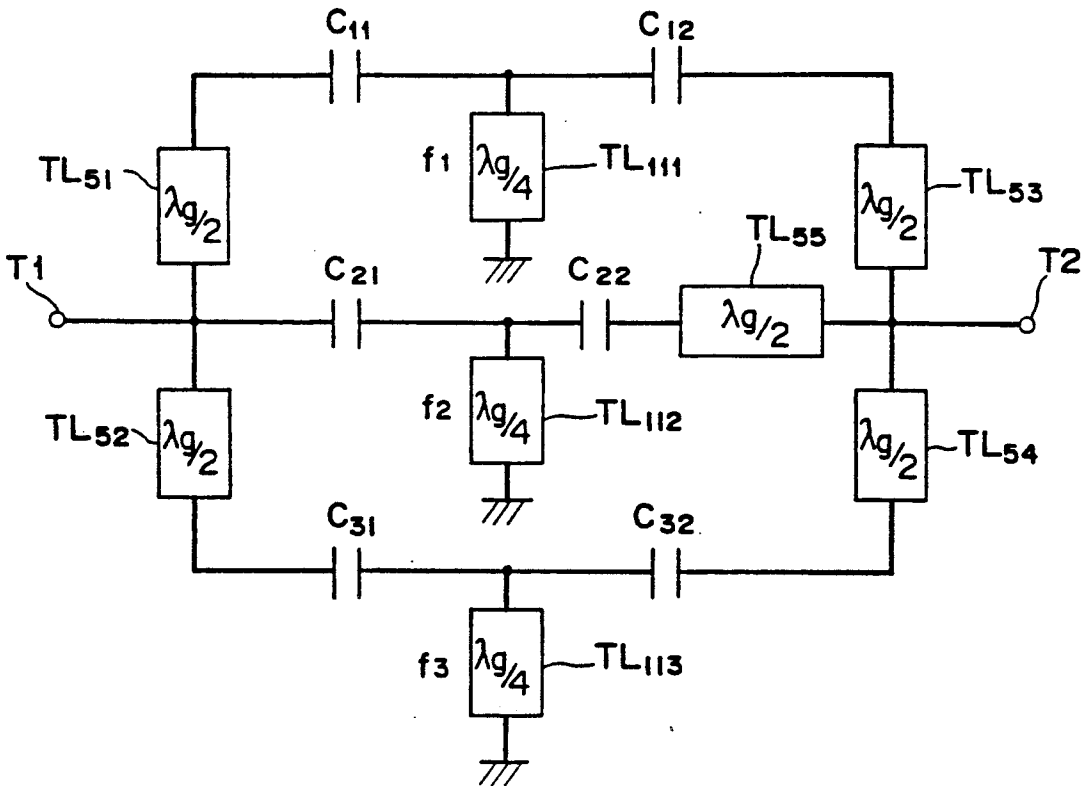 C11
C12
TL51
λg/2
f1
λg/4
TL111
λg/2
TL53
T1
C21
C22
TL55
λg/2
T2
TL52
λg/2
f2
λg/4
TL112
λg/2
TL54
C31
C32
f3
λg/4
TL113